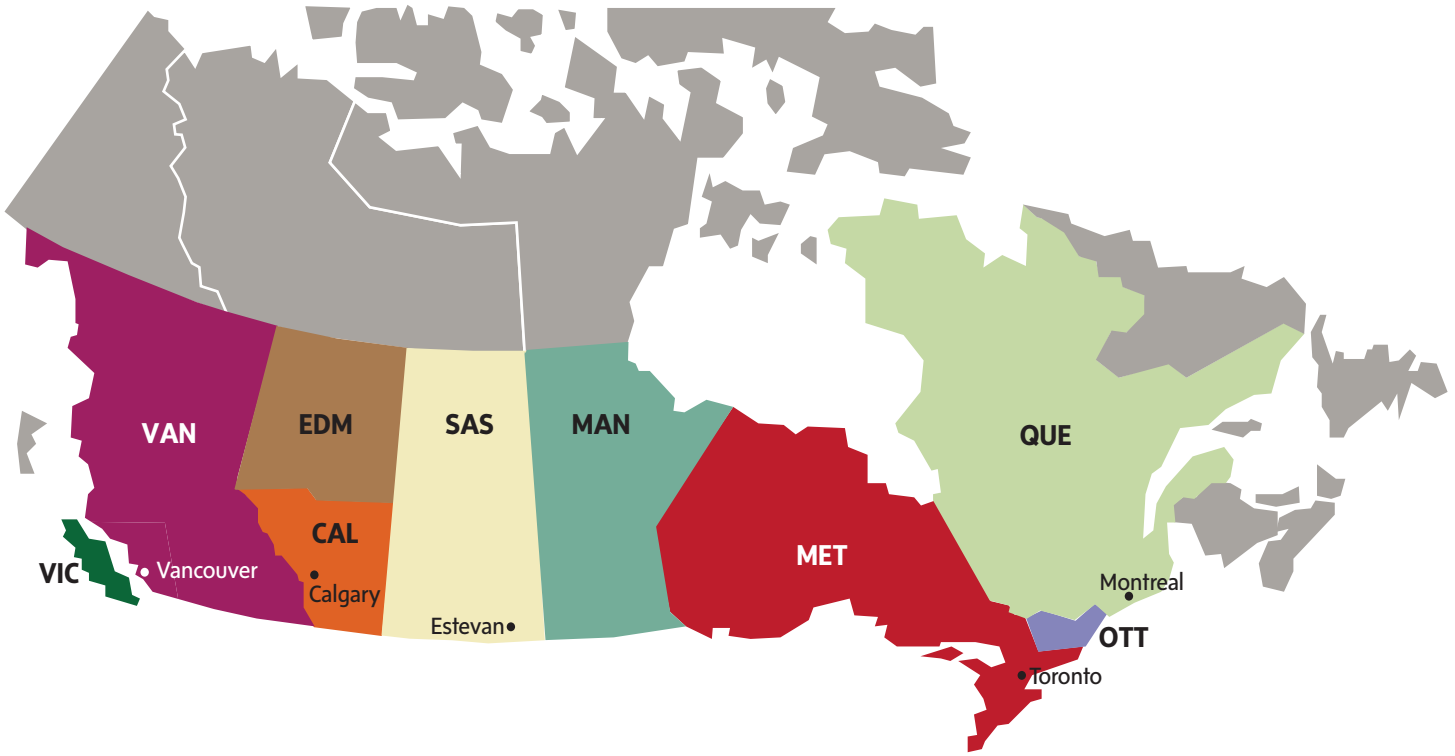 EDM
SAS
MAN
VAN
QUE
CAL
MET
VIC
Vancouver
Calgary
Montreal
Estevan
OTT
Toronto